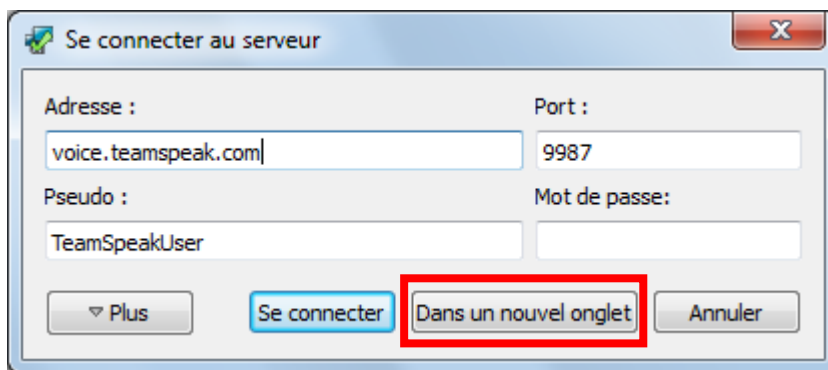 Se connecter au serveur
Adresse : Port :
voice.teamspeak.com 9987
Pseudo : Mot de passe:
TeamSpeakUser
Plus Se connecter Dans un nouvel onglet Annuler